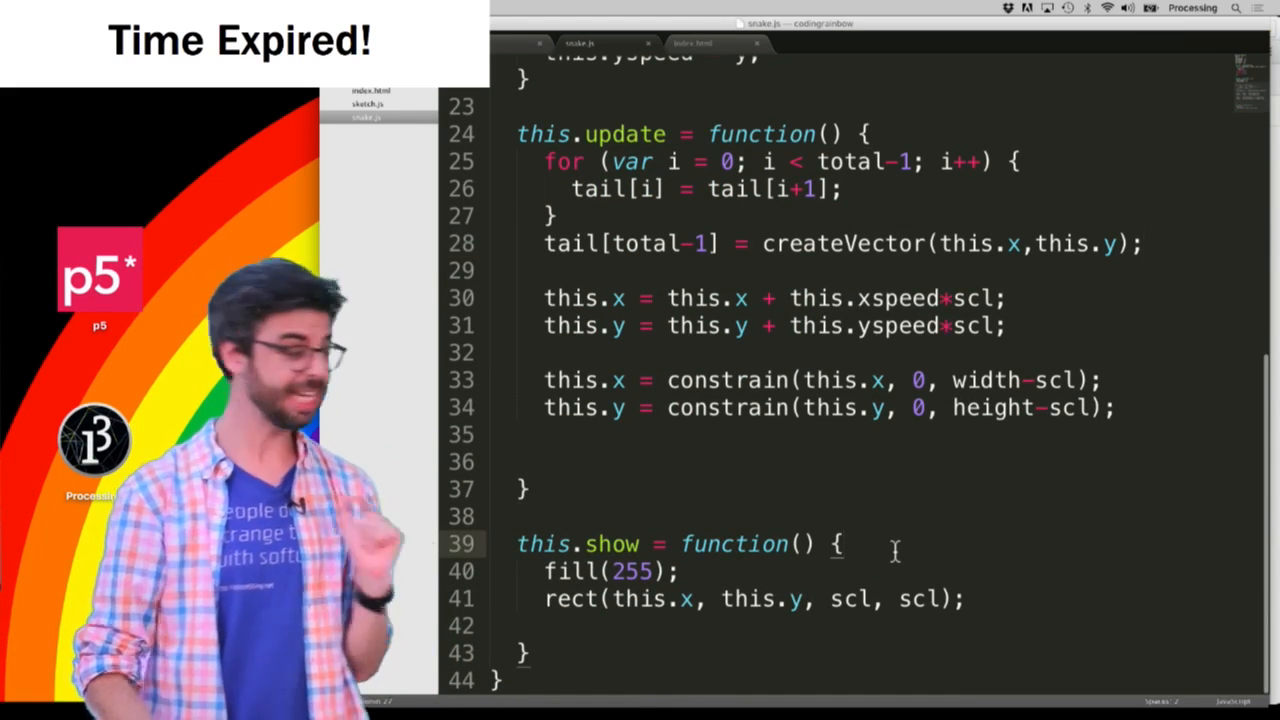 Time Expired!
Processing
snake.js — codingrainbow
snake.js
index.html
index.html
sketch.js
snake.js
this.yspeed = y;
}
23
24 this.update = function() {
25 for (var i = 0; i < total-1; i++) {
26 tail[i] = tail[i+1];
27 }
28 tail[total-1] = createVector(this.x,this.y);
29
30 this.x = this.x + this.xspeed*scl;
31 this.y = this.y + this.yspeed*scl;
32
33 this.x = constrain(this.x, 0, width-scl);
34 this.y = constrain(this.y, 0, height-scl);
35
36
37 }
38
39 this.show = function() {
40 fill(255);
41 rect(this.x, this.y, scl, scl);
42
43 }
44 }
p5*
p5
Processin
eople d
change t
with softw
Spaces: 2
JavaScript